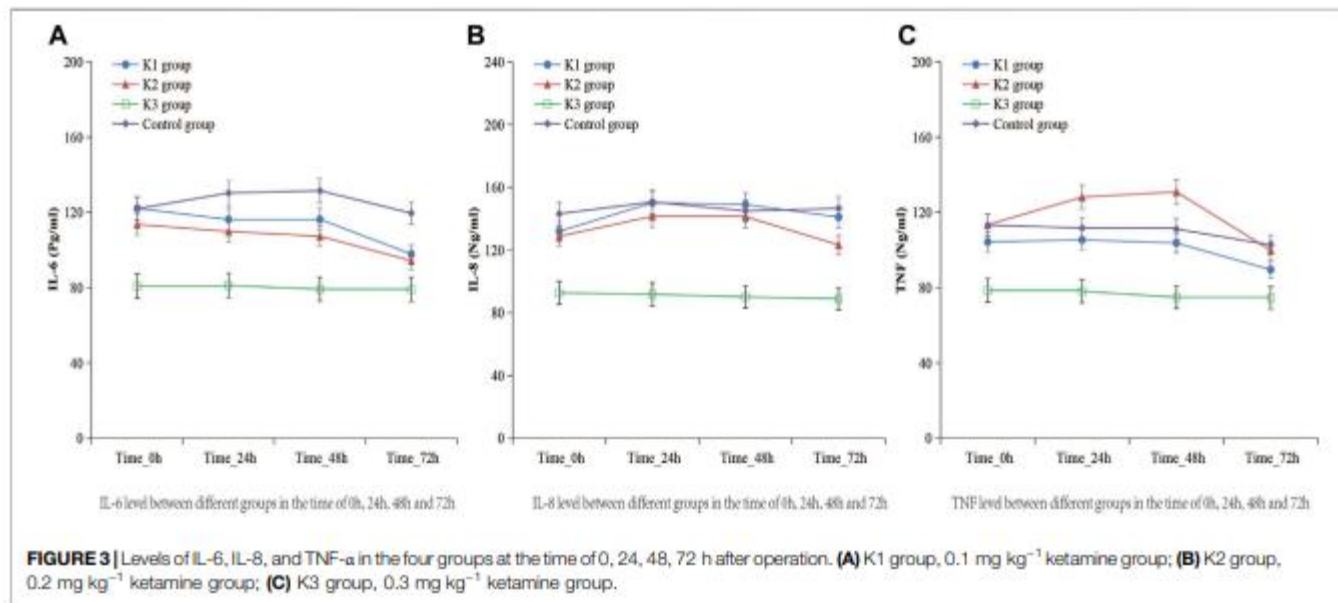 A
200
160
120
80
40
0
IL-6 (Pg/ml)
K1 group
K2 group
K3 group
Control group
Time_0h Time_24h Time_48h Time_72h
IL-6 level between different groups in the time of 0h, 24h, 48h and 72h
B
240
200
160
120
80
40
0
IL-8 (Ng/ml)
K1 group
K2 group
K3 group
Control group
Time_0h Time_24h Time_48h Time_72h
IL-8 level between different groups in the time of 0h, 24h, 48h and 72h
C
200
160
120
80
40
0
TNF (Ng/ml)
K1 group
K2 group
K3 group
Control group
Time_0h Time_24h Time_48h Time_72h
TNF level between different groups in the time of 0h, 24h, 48h and 72h
FIGURE 3 | Levels of IL-6, IL-8, and TNF-α in the four groups at the time of 0, 24, 48, 72 h after operation. (A) K1 group, 0.1 mg kg⁻¹ ketamine group; (B) K2 group,
0.2 mg kg⁻¹ ketamine group; (C) K3 group, 0.3 mg kg⁻¹ ketamine group.